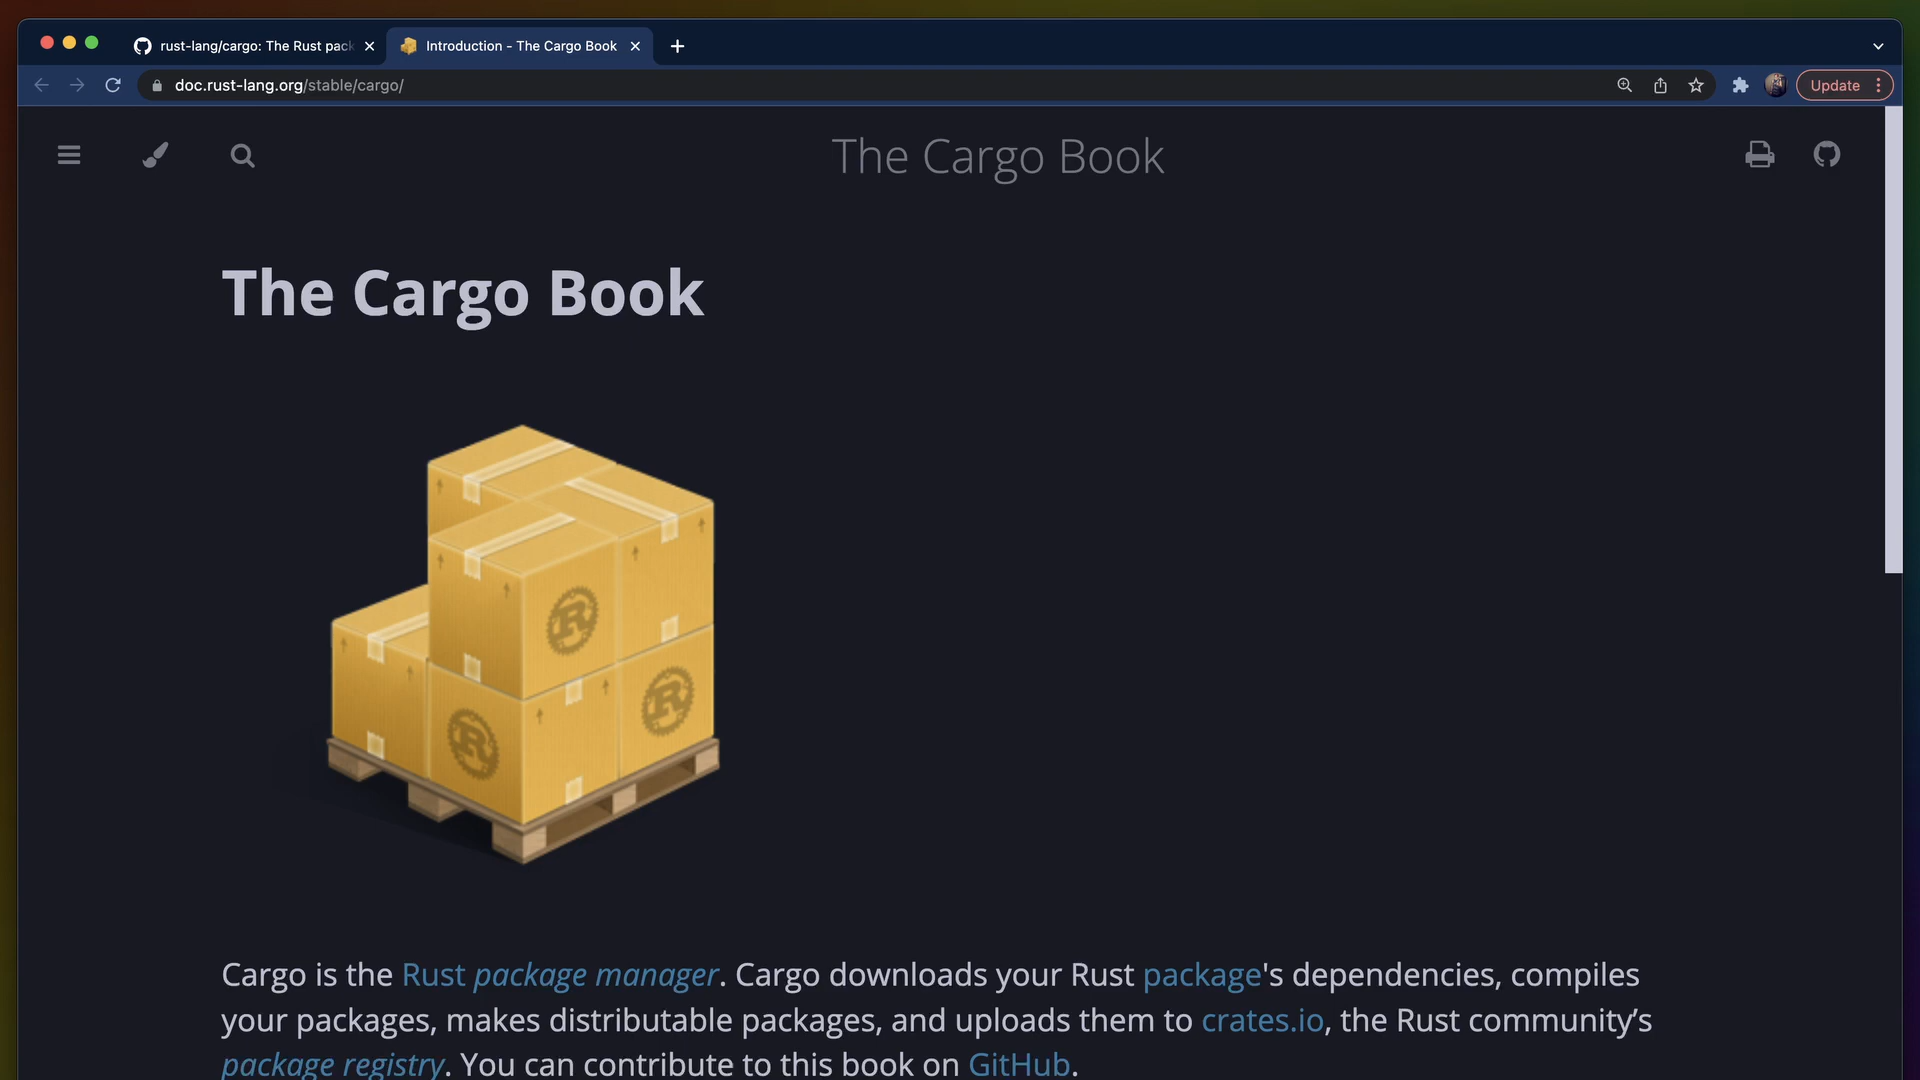 rust-lang/cargo: The Rust pack
Introduction - The Cargo Book
doc.rust-lang.org/stable/cargo/
Update
The Cargo Book
The Cargo Book
R
R
R
Cargo is the Rust package manager. Cargo downloads your Rust package's dependencies, compiles
your packages, makes distributable packages, and uploads them to crates.io, the Rust community’s
package registry. You can contribute to this book on GitHub.